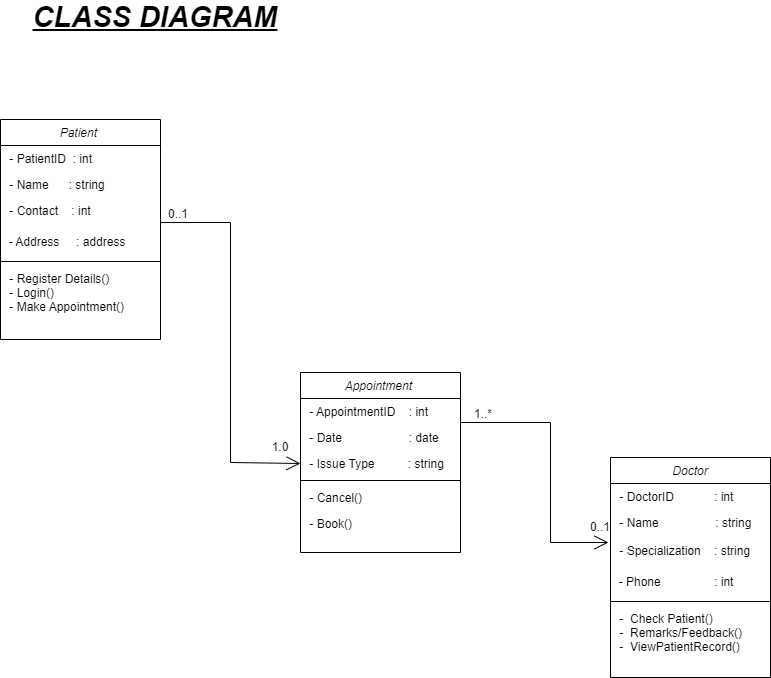 CLASS DIAGRAM
Patient
- PatientID : int
- Name : string
- Contact : int
- Address : address
- Register Details()
- Login()
- Make Appointment()
0..1
1.0
Appointment
- AppointmentID : int
- Date : date
- Issue Type : string
- Cancel()
- Book()
1..*
0..1
Doctor
- DoctorID : int
- Name : string
- Specialization : string
- Phone : int
- Check Patient()
- Remarks/Feedback()
- ViewPatientRecord()